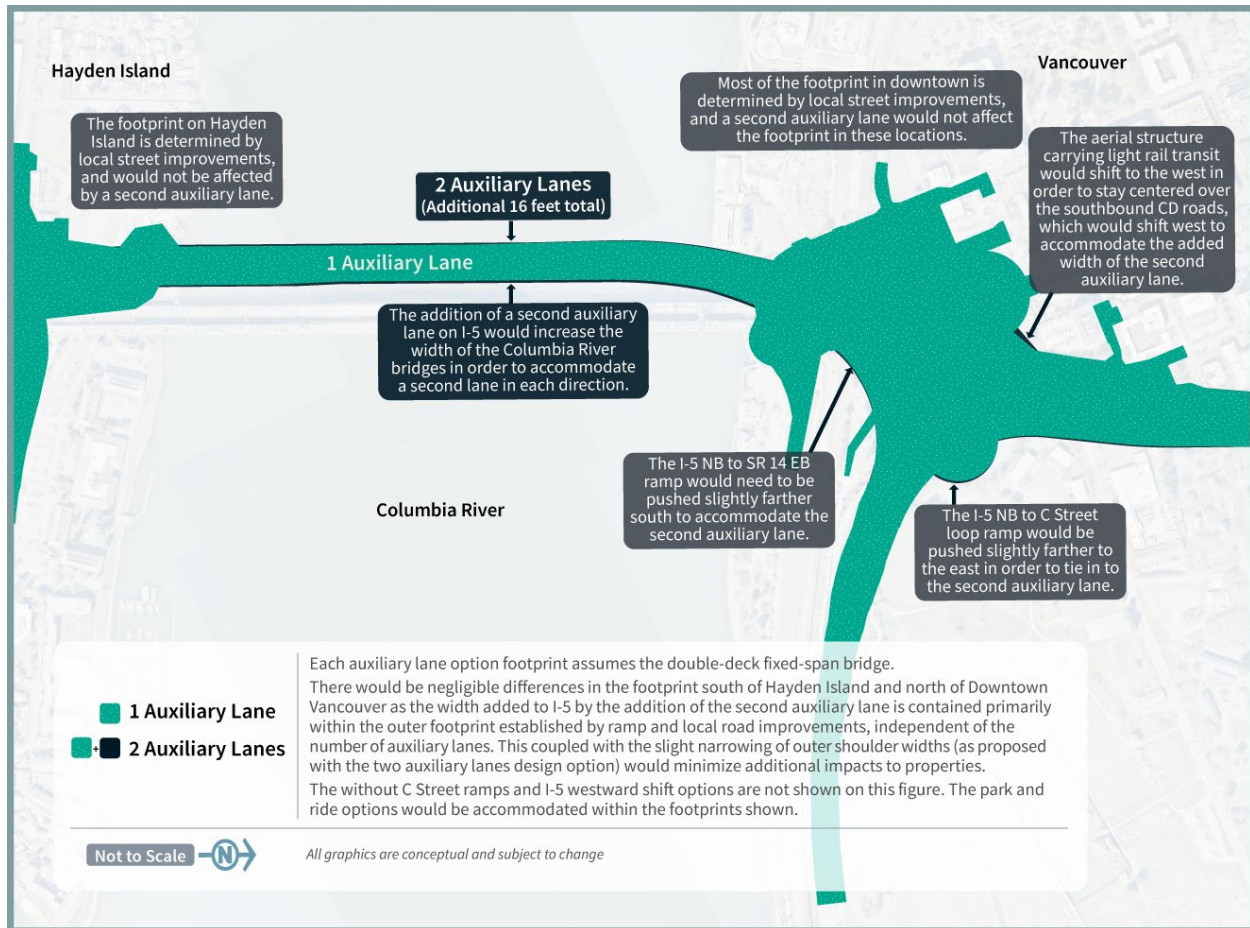 Hayden Island
Vancouver
The footprint on Hayden
Island is determined by
local street improvements,
and would not be affected
by a second auxiliary lane.
2 Auxiliary Lanes
(Additional 16 feet total)
Most of the footprint in downtown is
determined by local street improvements,
and a second auxiliary lane would not affect
the footprint in these locations.
The aerial structure
carrying light rail transit
would shift to the west in
order to stay centered over
the southbound CD roads,
which would shift west to
accommodate the added
width of the second
auxiliary lane.
1 Auxiliary Lane
The addition of a second auxiliary
lane on I-5 would increase the
width of the Columbia River
bridges in order to accommodate
a second lane in each direction.
The I-5 NB to SR 14 EB
ramp would need to be
pushed slightly farther
south to accommodate the
second auxiliary lane.
Columbia River
The I-5 NB to C Street
loop ramp would be
pushed slightly farther to
the east in order to tie in to
the second auxiliary lane.
1 Auxiliary Lane
+ 2 Auxiliary Lanes
Each auxiliary lane option footprint assumes the double-deck fixed-span bridge.
There would be negligible differences in the footprint south of Hayden Island and north of Downtown
Vancouver as the width added to I-5 by the addition of the second auxiliary lane is contained primarily
within the outer footprint established by ramp and local road improvements, independent of the
number of auxiliary lanes. This coupled with the slight narrowing of outer shoulder widths (as proposed
with the two auxiliary lanes design option) would minimize additional impacts to properties.
The without C Street ramps and I-5 westward shift options are not shown on this figure. The park and
ride options would be accommodated within the footprints shown.
Not to Scale N
All graphics are conceptual and subject to change